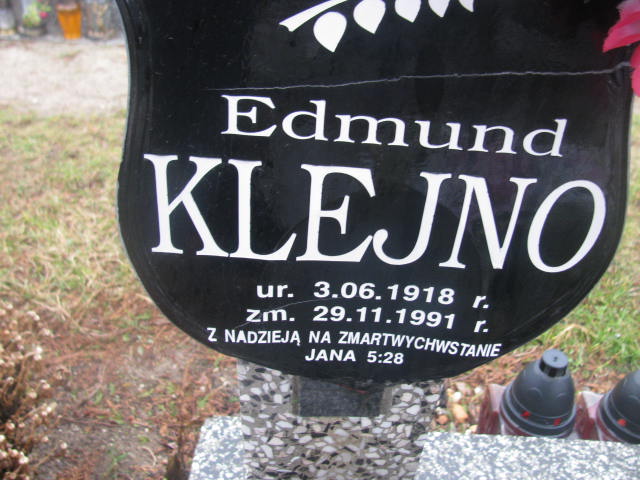 Edmund
KLEJNO
ur. 3.06.1918 r.
zm. 29.11.1991 r.
Z NADZIEJĄ NA ZMARTWYCHWSTANIE
JANA 5:28